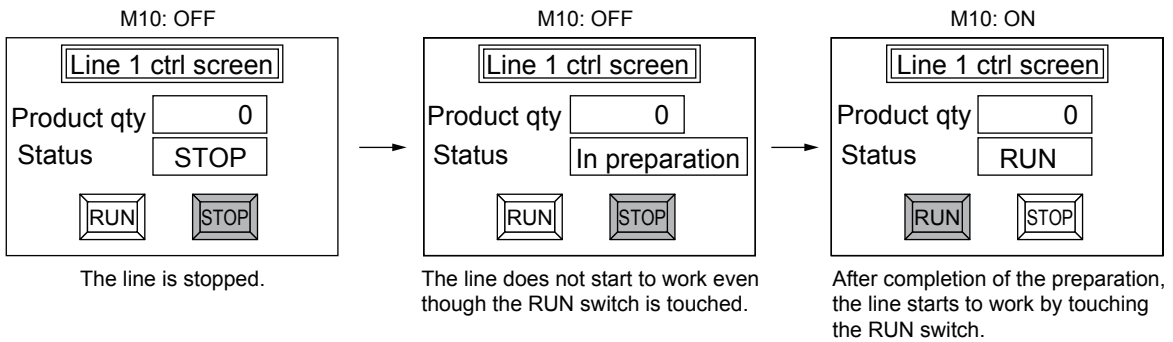 M10: OFF
Line 1 ctrl screen
Product qty 0
Status STOP
RUN STOP
The line is stopped.
M10: OFF
Line 1 ctrl screen
Product qty 0
Status In preparation
RUN STOP
The line does not start to work even
though the RUN switch is touched.
M10: ON
Line 1 ctrl screen
Product qty 0
Status RUN
RUN STOP
After completion of the preparation,
the line starts to work by touching
the RUN switch.